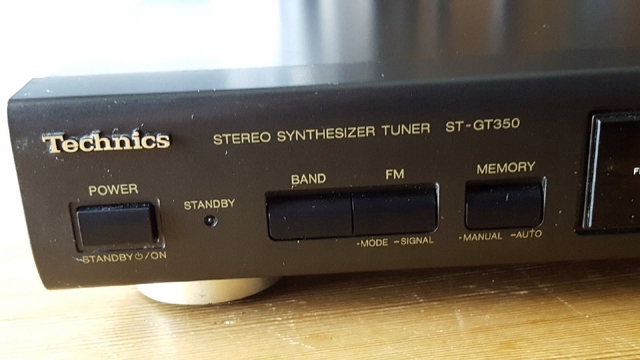 Technics
STEREO SYNTHESIZER TUNER ST-GT350
POWER
STANDBY
BAND
FM
MEMORY
STANDBY⏻/ON
-MODE -SIGNAL
-MANUAL -AUTO